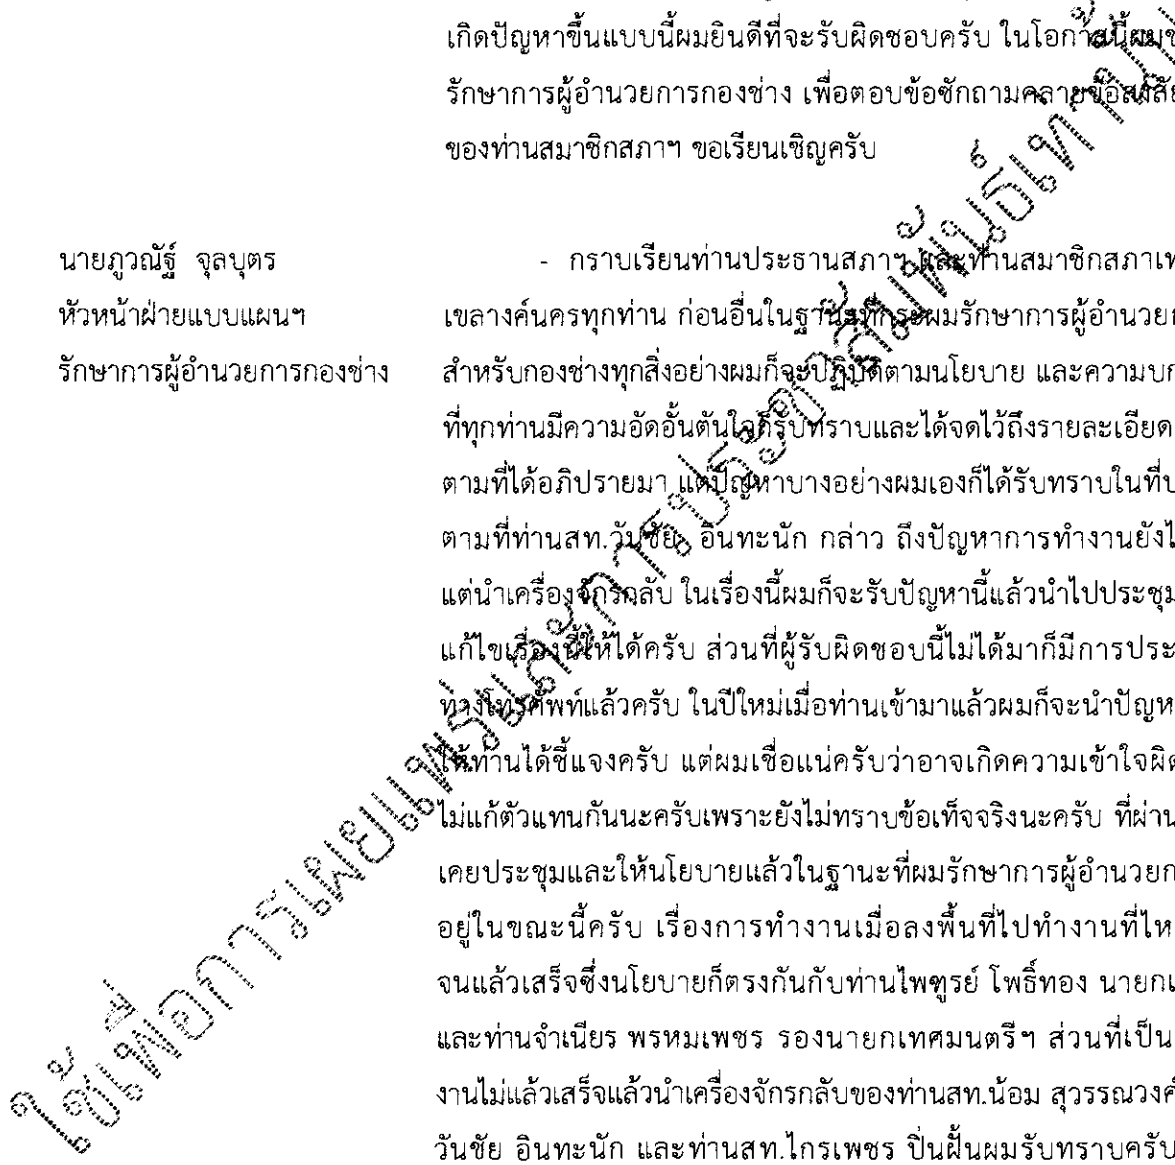 เกิดปัญหาขึ้นแบบนี้ผมยินดีที่จะรับผิดชอบครับ ในโอกาสนี้ผมข
รักษาการผู้อำนวยการกองช่าง เพื่อตอบข้อซักถามคลายข้อสงสัย
ของท่านสมาชิกสภาฯ ขอเรียนเชิญครับ
นายภูวณัฐ์ จุลบุตร - กราบเรียนท่านประธานสภาฯ และท่านสมาชิกสภาเท
หัวหน้าฝ่ายแบบแผนฯ เขลางค์นครทุกท่าน ก่อนอื่นในฐานะที่กระผมรักษาการผู้อำนวยก
รักษาการผู้อำนวยการกองช่าง สำหรับกองช่างทุกสิ่งอย่างผมก็จะปฏิบัติตามนโยบาย และความบก
ที่ทุกท่านมีความอัดอั้นตันใจก็รับทราบและได้จดไว้ถึงรายละเอียด
ตามที่ได้อภิปรายมา แต่ปัญหาบางอย่างผมเองก็ได้รับทราบในที่ป
ตามที่ท่านสท.วันชัย อินทะนัก กล่าว ถึงปัญหาการทำงานยังไ
แต่นำเครื่องจักรกลับ ในเรื่องนี้ผมก็จะรับปัญหานี้แล้วนำไปประชุม
แก้ไขเรื่องนี้ให้ได้ครับ ส่วนที่ผู้รับผิดชอบนี้ไม่ได้มาก็มีการประ
ทางโทรศัพท์แล้วครับ ในปีใหม่เมื่อท่านเข้ามาแล้วผมก็จะนำปัญห
ให้ท่านได้ชี้แจงครับ แต่ผมเชื่อแน่ครับว่าอาจเกิดความเข้าใจผิด
ไม่แก้ตัวแทนกันนะครับเพราะยังไม่ทราบข้อเท็จจริงนะครับ ที่ผ่าน
เคยประชุมและให้นโยบายแล้วในฐานะที่ผมรักษาการผู้อำนวยก
อยู่ในขณะนี้ครับ เรื่องการทำงานเมื่อลงพื้นที่ไปทำงานที่ไห
จนแล้วเสร็จซึ่งนโยบายก็ตรงกันกับท่านไพฑูรย์ โพธิ์ทอง นายกเ
และท่านจำเนียร พรหมเพชร รองนายกเทศมนตรีฯ ส่วนที่เป็น
งานไม่แล้วเสร็จแล้วนำเครื่องจักรกลับของท่านสท.น้อม สุวรรณวงค์
วันชัย อินทะนัก และท่านสท.ไกรเพชร ปิ่นฝั้นผมรับทราบครับ
ใช้เพื่อการเผยแพร่และการประชาสัมพันธ์เท่านั้น